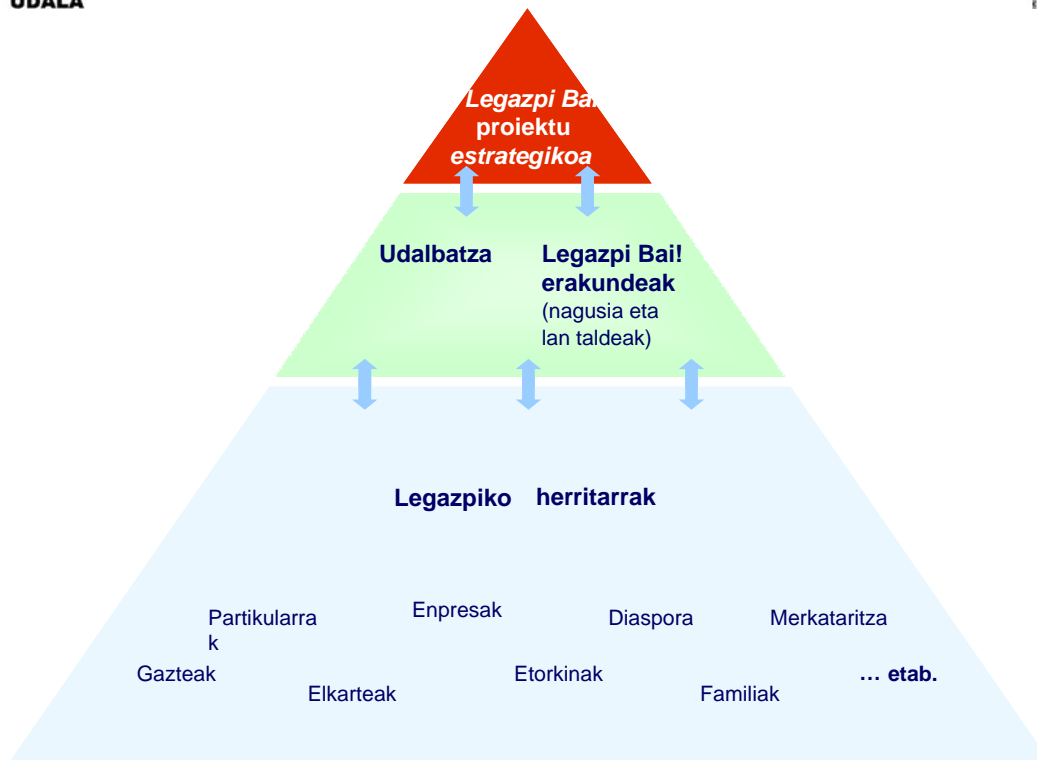 UDALA
Legazpi Bai!
proiektu
estrategikoa
Udalbatza
Legazpi Bai!
erakundeak
(nagusia eta
lan taldeak)
Legazpiko herritarrak
Partikularra
k
Enpresak
Diaspora
Merkataritza
Gazteak
Elkarteak
Etorkinak
Familiak
... etab.